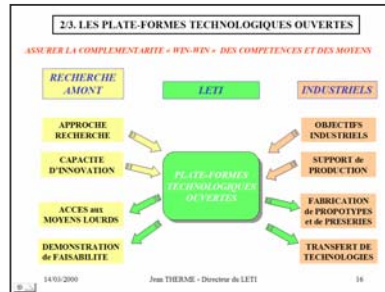 2/3. LES PLATE-FORMES TECHNOLOGIQUES OUVERTES
ASSURER LA COMPLEMENTARITE « WIN-WIN » DES COMPETENCES ET DES MOYENS
RECHERCHE
AMONT
LETI
INDUSTRIELS
APPROCHE
RECHERCHE
CAPACITE
D'INNOVATION
ACCES aux
MOYENS LOURDS
DEMONSTRATION
de FAISABILITE
PLATE-FORMES
TECHNOLOGIQUES
OUVERTES
OBJECTIFS
INDUSTRIELS
SUPPORT de
PRODUCTION
FABRICATION
de PROPOTYPES
et de PRESERIES
TRANSFERT DE
TECHNOLOGIES
14/03/2000
Jean THERME - Directeur du LETI
16